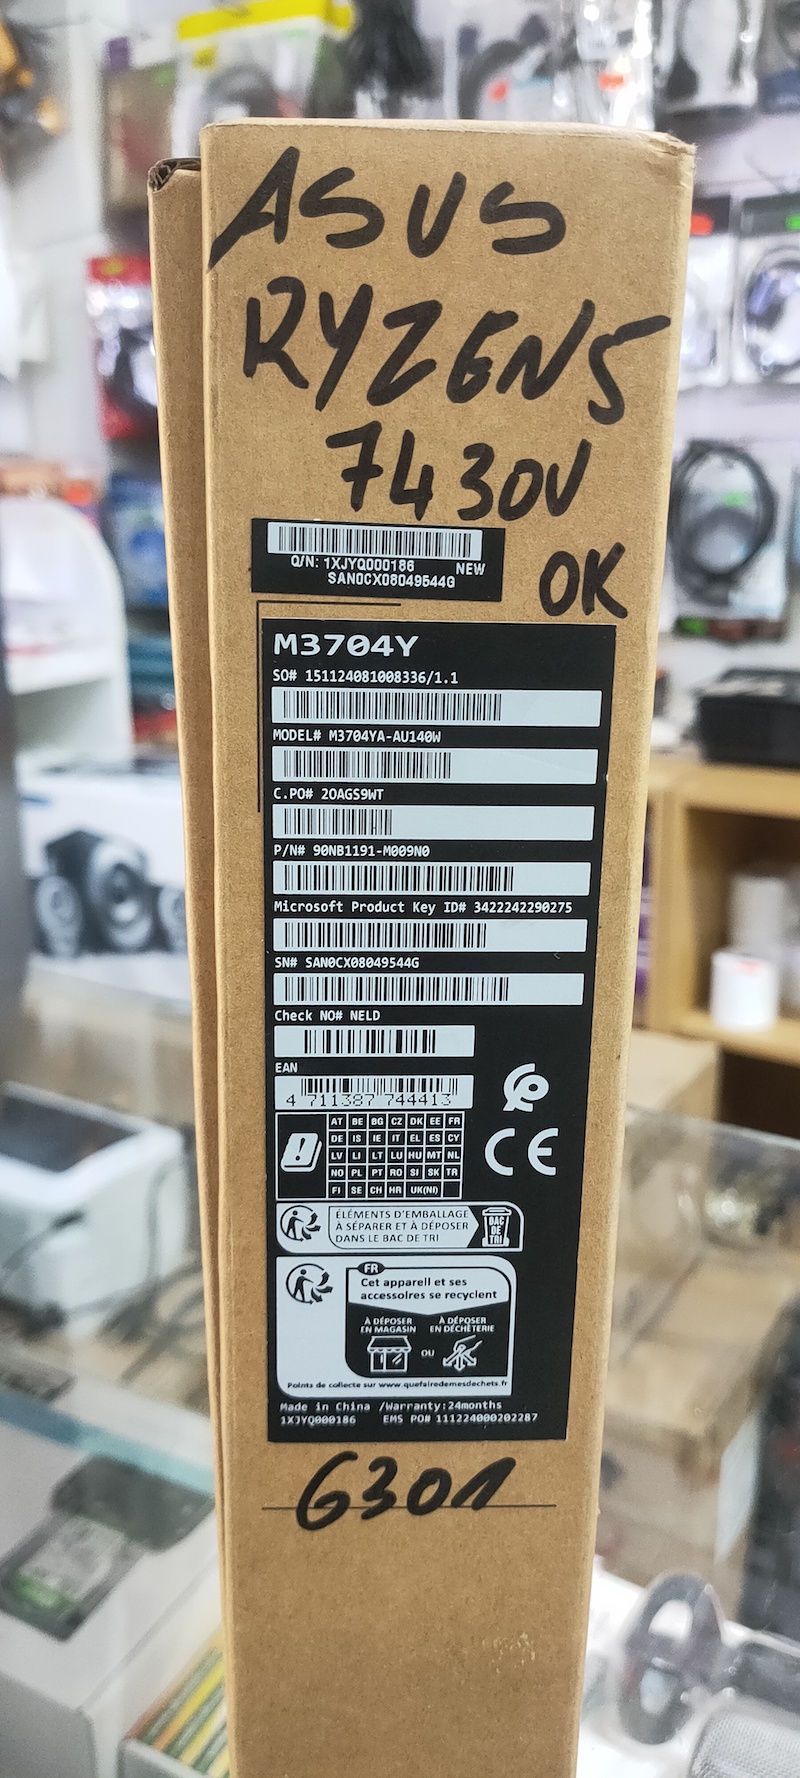 ASUS
RYZEN5
7430U
OK
Q/N: 1XJYQ000186 NEW
SAN0CX08049544G
M3704Y
SO# 151124081008336/1.1
MODEL# M3704YA-AU140W
C.PO# 20AGS9WT
P/N# 90NB1191-M009N0
Microsoft Product Key ID# 3422242290275
SN# SAN0CX08049544G
Check NO# NELD
EAN
4 711387 744413
AT BE BG CZ DK EE FR
DE IS IE IT EL ES CY
LV LI LT LU HU MT NL
NO PL PT RO SI SK TR
FI SE CH HR UK(NI)
CE
ÉLÉMENTS D'EMBALLAGE
À SÉPARER ET À DÉPOSER
DANS LE BAC DE TRI
BAC
DE
TRI
FR
Cet appareil et ses
accessoires se recyclent
À DÉPOSER
EN MAGASIN
OU
À DÉPOSER
EN DÉCHÈTERIE
Points de collecte sur www.quefairedemesdechets.fr
Made in China /Warranty:24months
1XJYQ000186 EMS PO# 111224000202287
6301